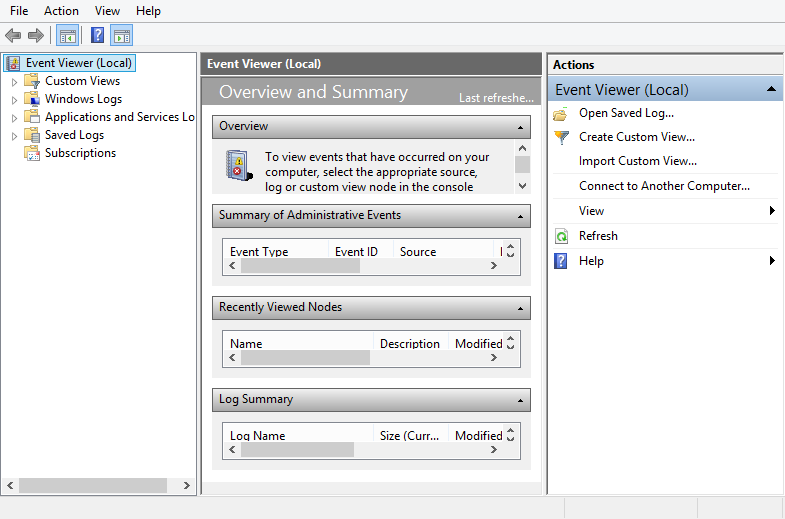 File Action View Help
Event Viewer (Local)
Custom Views
Windows Logs
Applications and Services Lo
Saved Logs
Subscriptions
Event Viewer (Local)
Overview and Summary
Last refreshe...
Overview
To view events that have occurred on your
computer, select the appropriate source,
log or custom view node in the console
Summary of Administrative Events
Event Type Event ID Source
Recently Viewed Nodes
Name Description Modified
Log Summary
Log Name Size (Curr... Modified
Actions
Event Viewer (Local)
Open Saved Log...
Create Custom View...
Import Custom View...
Connect to Another Computer...
View
Refresh
Help